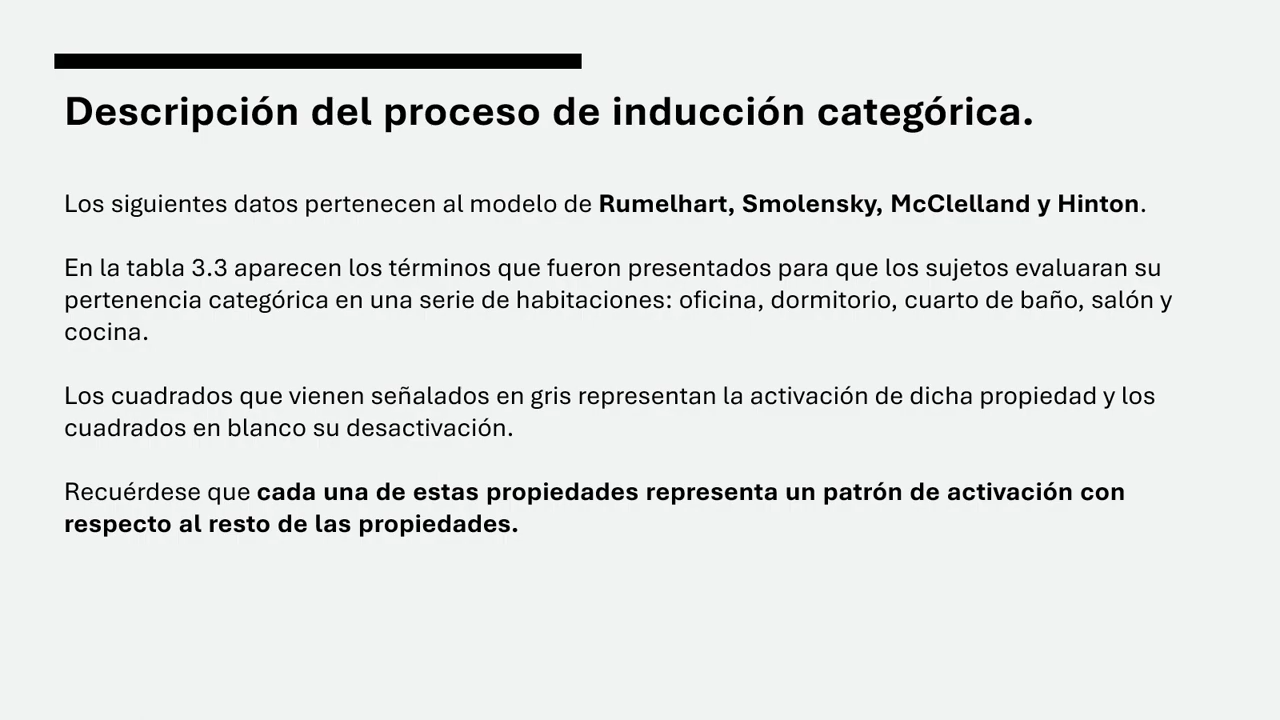 Descripción del proceso de inducción categórica.
Los siguientes datos pertenecen al modelo de Rumelhart, Smolensky, McClelland y Hinton.
En la tabla 3.3 aparecen los términos que fueron presentados para que los sujetos evaluaran su
pertenencia categórica en una serie de habitaciones: oficina, dormitorio, cuarto de baño, salón y
cocina.
Los cuadrados que vienen señalados en gris representan la activación de dicha propiedad y los
cuadrados en blanco su desactivación.
Recuérdese que cada una de estas propiedades representa un patrón de activación con
respecto al resto de las propiedades.